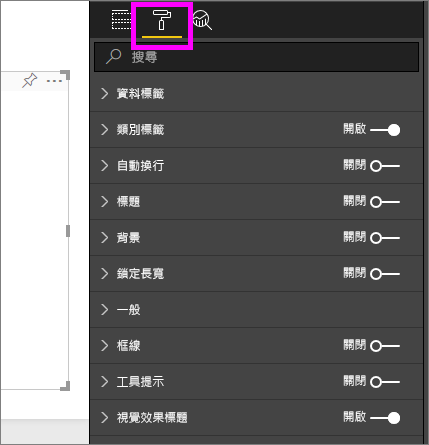 搜尋
資料標籤
類別標籤 開啟
自動換行 關閉
標題 關閉
背景 關閉
鎖定長寬 關閉
一般
框線 關閉
工具提示 關閉
視覺效果標題 開啟